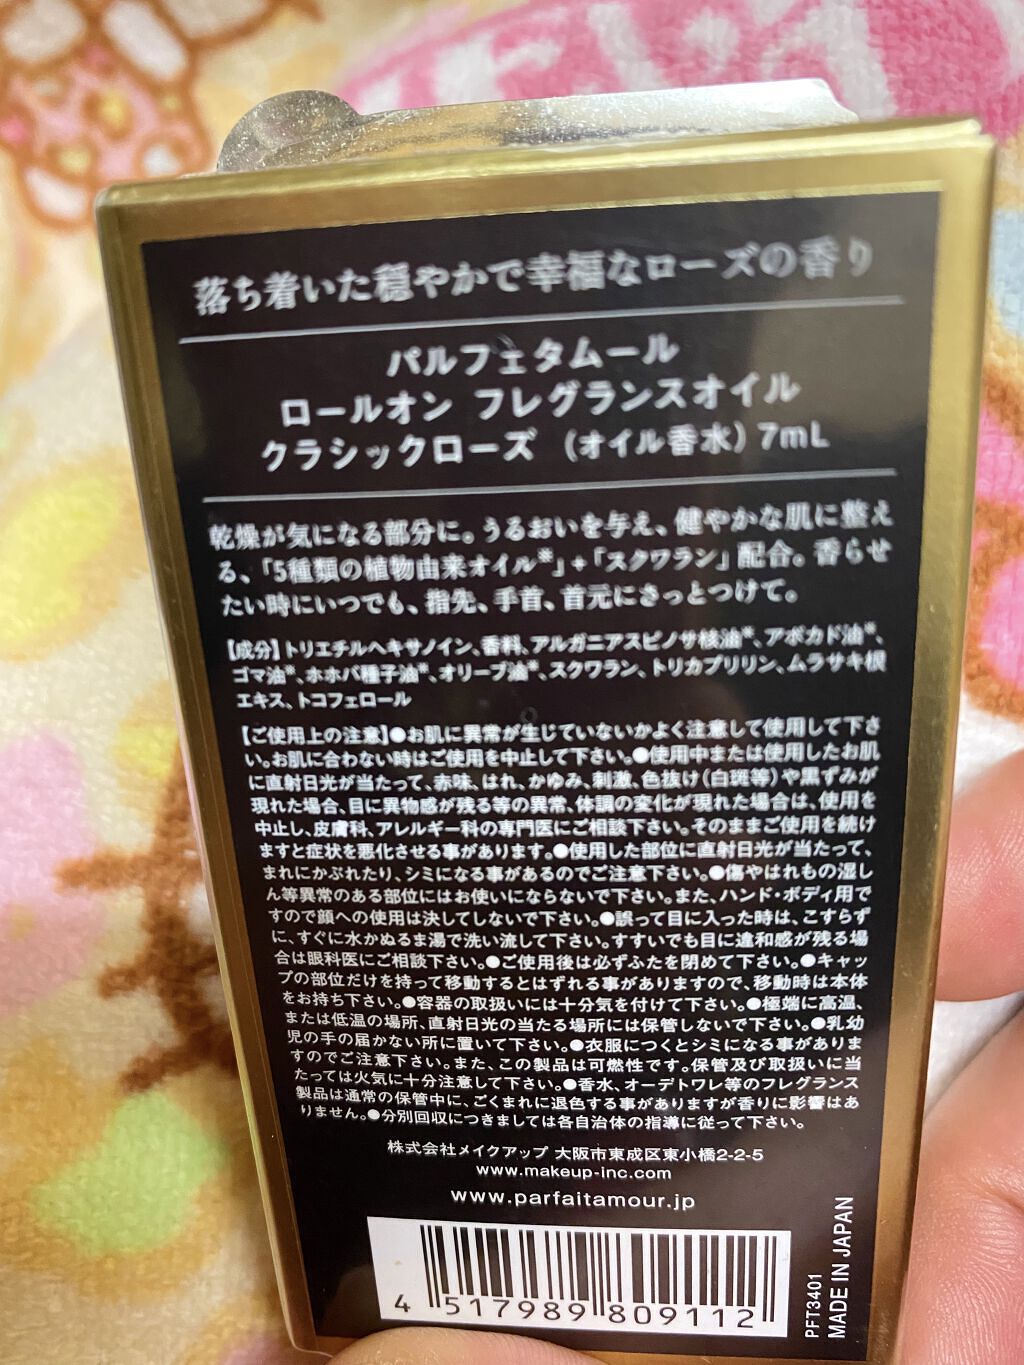 落ち着いた穏やかで幸福なローズの香り
パルフェタムール
ロールオン フレグランスオイル
クラシックローズ (オイル香水) 7mL
乾燥が気になる部分に。うるおいを与え、健やかな肌に整え
る、「5種類の植物由来オイル※」+「スクワラン」配合。香らせ
たい時にいつでも、指先、手首、首元にさっとつけて。
【成分】トリエチルヘキサノイン、香料、アルガニアスピノサ核油※、アボカド油※、
ゴマ油※、ホホバ種子油※、オリーブ油※、スクワラン、トリカプリリン、ムラサキ根
エキス、トコフェロール
【ご使用上の注意】●お肌に異常が生じていないかよく注意して使用して下さ
い。お肌に合わない時はご使用を中止して下さい。●使用中または使用したお肌
に直射日光が当たって、赤味、はれ、かゆみ、刺激、色抜け(白斑等)や黒ずみが
現れた場合、目に異物感が残る等の異常、体調の変化が現れた場合は、使用を
中止し、皮膚科、アレルギー科の専門医にご相談下さい。そのままご使用を続け
ますと症状を悪化させる事があります。●使用した部位に直射日光が当たって、
まれにかぶれたり、シミになる事があるのでご注意下さい。●傷やはれもの湿し
ん等異常のある部位にはお使いにならないで下さい。また、ハンド・ボディ用で
すので顔への使用は決してしないで下さい。●誤って目に入った時は、こすらず
に、すぐに水かぬるま湯で洗い流して下さい。すすいでも目に違和感が残る場
合は眼科医にご相談下さい。●ご使用後は必ずふたを閉めて下さい。●キャッ
プの部位だけを持って移動するとはずれる事がありますので、移動時は本体
をお持ち下さい。●容器の取扱いには十分気を付けて下さい。●極端に高温、
または低温の場所、直射日光の当たる場所には保管しないで下さい。●乳幼
児の手の届かない所に置いて下さい。●衣服につくとシミになる事がありま
すのでご注意下さい。また、この製品は可燃性です。保管及び取扱いに当
たっては火気に十分注意して下さい。●香水、オーデトワレ等のフレグランス
製品は通常の保管中に、ごくまれに退色する事がありますが香りに影響はあ
りません。●分別回収につきましては各自治体の指導に従って下さい。
株式会社メイクアップ 大阪市東成区東小橋2-2-5
www.makeup-inc.com
www.parfaitamour.jp
4 517989 809112
PFT3401
MADE IN JAPAN